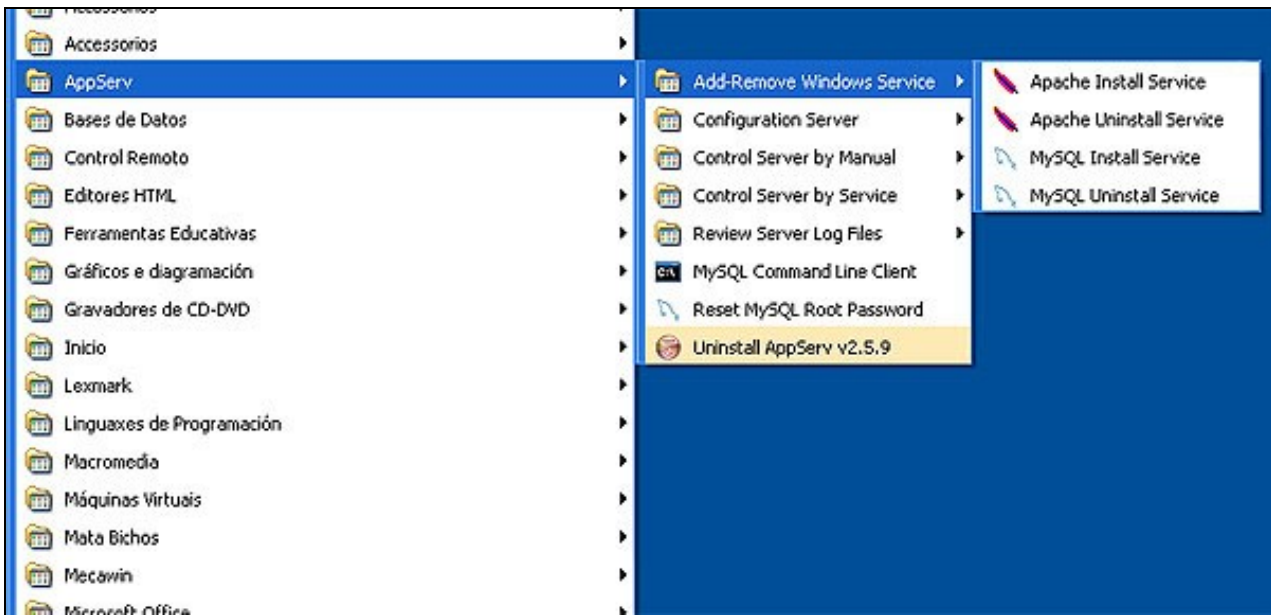 Accessorios
Accessorios
AppServ
Bases de Datos
Control Remoto
Editores HTML
Ferramentas Educativas
Gráficos e diagramación
Gravadores de CD-DVD
Inicio
Lexmark
Linguaxes de Programación
Macromedia
Máquinas Virtuais
Mata Bichos
Mecawin
Microsoft Office
Add-Remove Windows Service
Configuration Server
Control Server by Manual
Control Server by Service
Review Server Log Files
MySQL Command Line Client
Reset MySQL Root Password
Uninstall AppServ v2.5.9
Apache Install Service
Apache Uninstall Service
MySQL Install Service
MySQL Uninstall Service